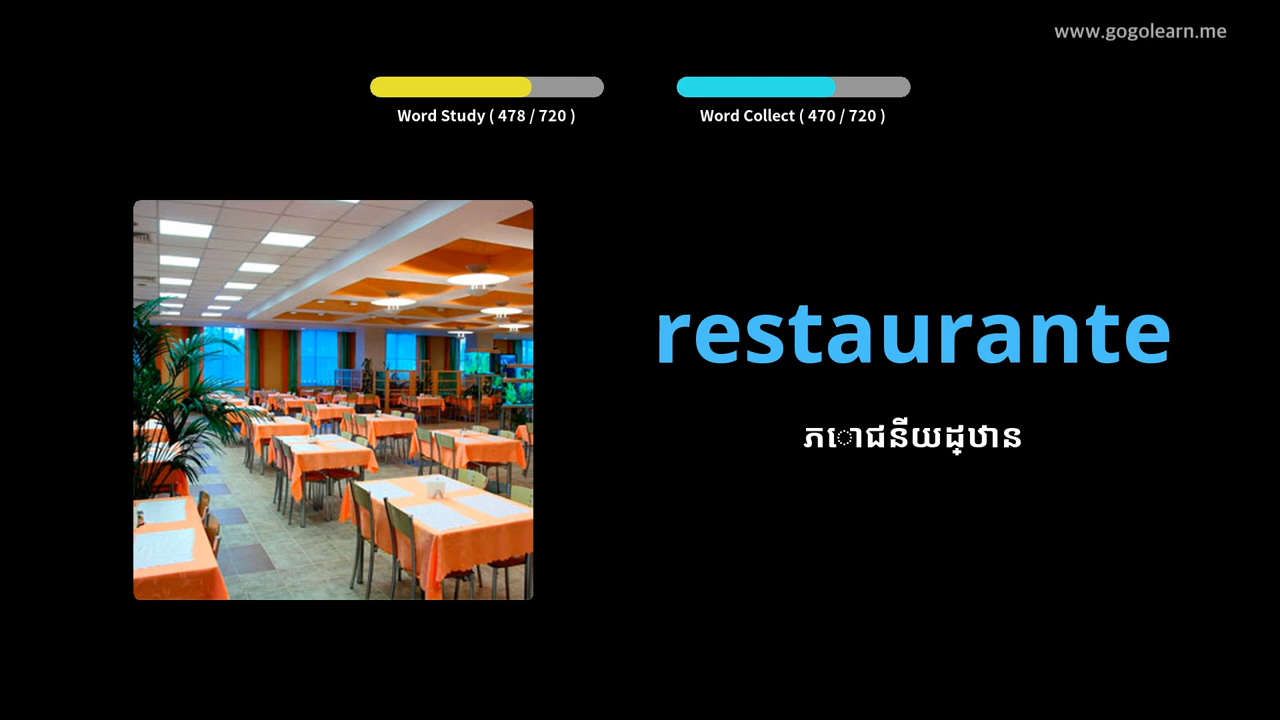 www.gogolearn.me
Word Study ( 478 / 720 )
Word Collect ( 470 / 720 )
restaurante
ភោជនីយដ្ឋាន